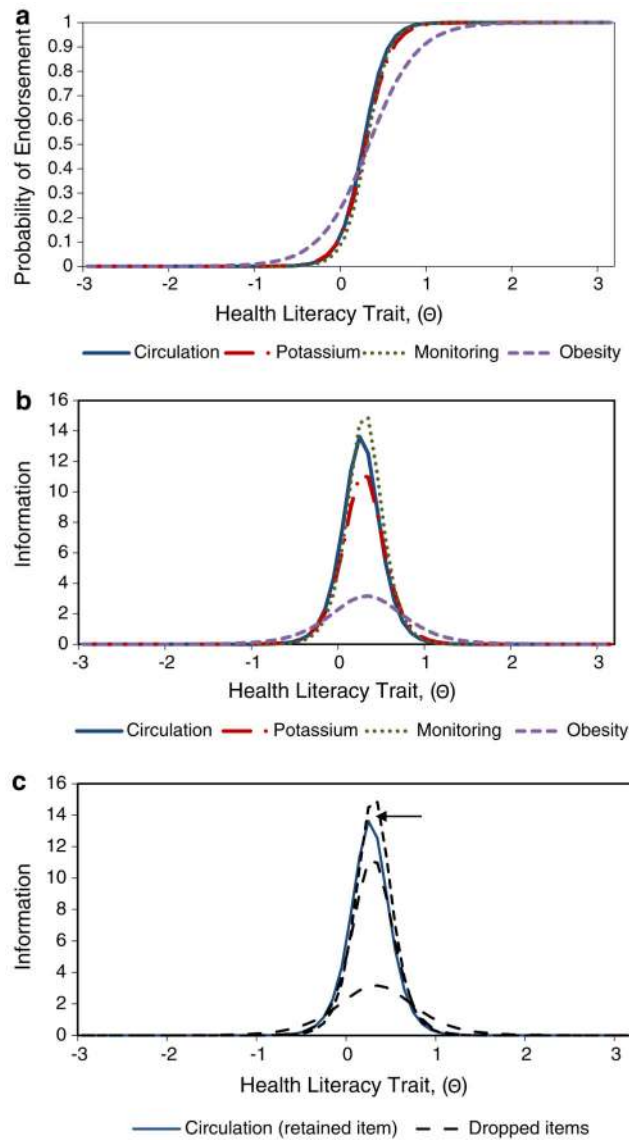 a
1
0.9
0.8
0.7
0.6
0.5
0.4
0.3
0.2
0.1
0
Probability of Endorsement
-3 -2 -1 0 1 2 3
Health Literacy Trait, (Θ)
Circulation Potassium Monitoring Obesity
b
16
14
12
10
8
6
4
2
0
Information
-3 -2 -1 0 1 2 3
Health Literacy Trait, (Θ)
Circulation Potassium Monitoring Obesity
c
16
14
12
10
8
6
4
2
0
Information
-3 -2 -1 0 1 2 3
Health Literacy Trait, (Θ)
Circulation (retained item) Dropped items